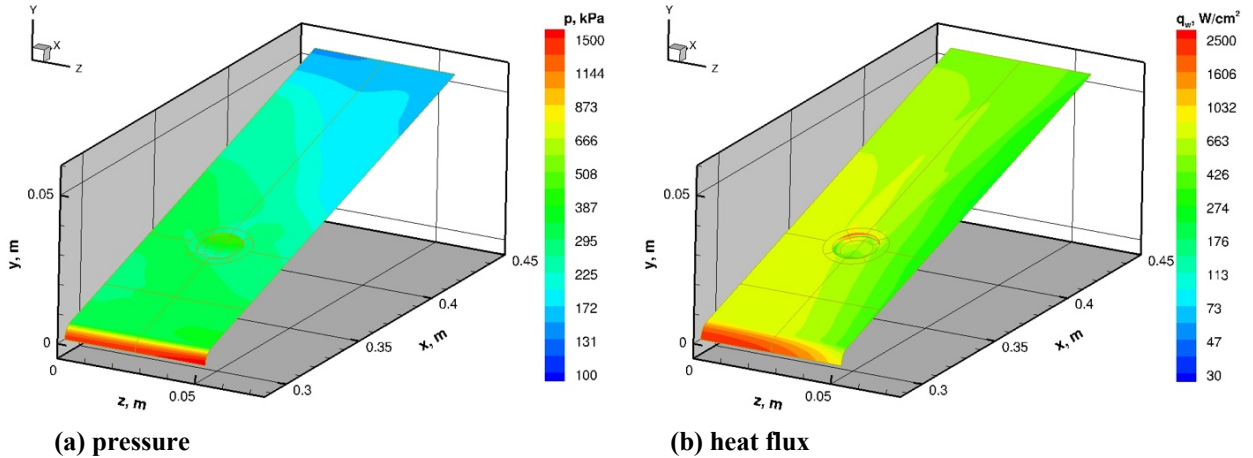 Y
X
Z
p, kPa
1500
1144
873
666
508
387
295
225
172
131
100
0.05
0
y, m
0
0.05
z, m
0.3
0.35
0.4
0.45
x, m
(a) pressure
Y
X
Z
qw, W/cm²
2500
1606
1032
663
426
274
176
113
73
47
30
0.05
0
y, m
0
0.05
z, m
0.3
0.35
0.4
0.45
x, m
(b) heat flux